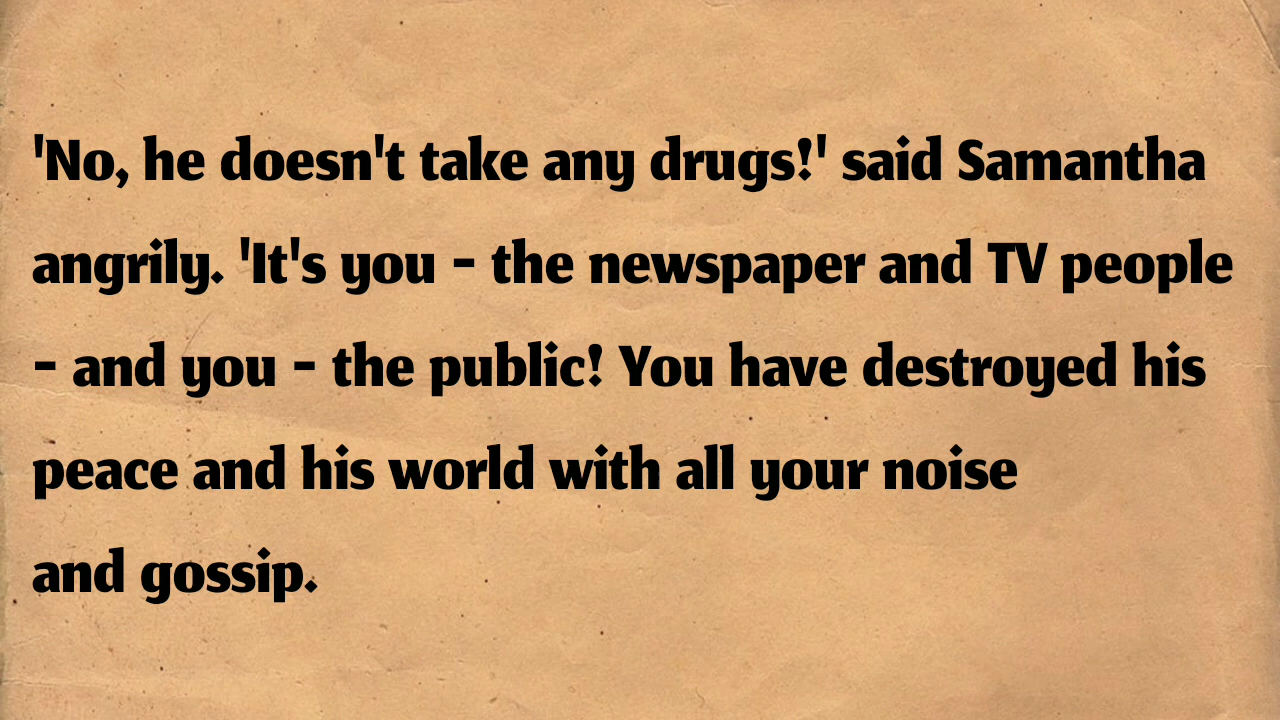 'No, he doesn't take any drugs!' said Samantha
angrily. 'It's you - the newspaper and TV people
- and you - the public! You have destroyed his
peace and his world with all your noise
and gossip.